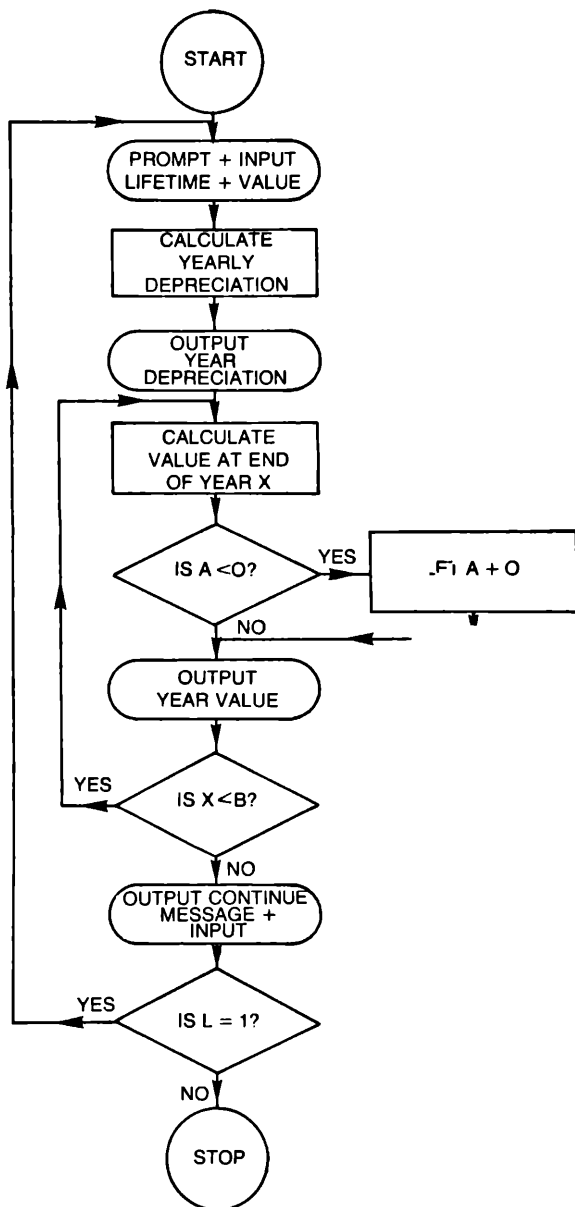 START
PROMPT + INPUT
LIFETIME + VALUE
CALCULATE
YEARLY
DEPRECIATION
OUTPUT
YEAR
DEPRECIATION
CALCULATE
VALUE AT END
OF YEAR X
IS A <O?
YES
A + O
NO
OUTPUT
YEAR VALUE
YES
IS X <B?
NO
OUTPUT CONTINUE
MESSAGE +
INPUT
YES
IS L = 1?
NO
STOP